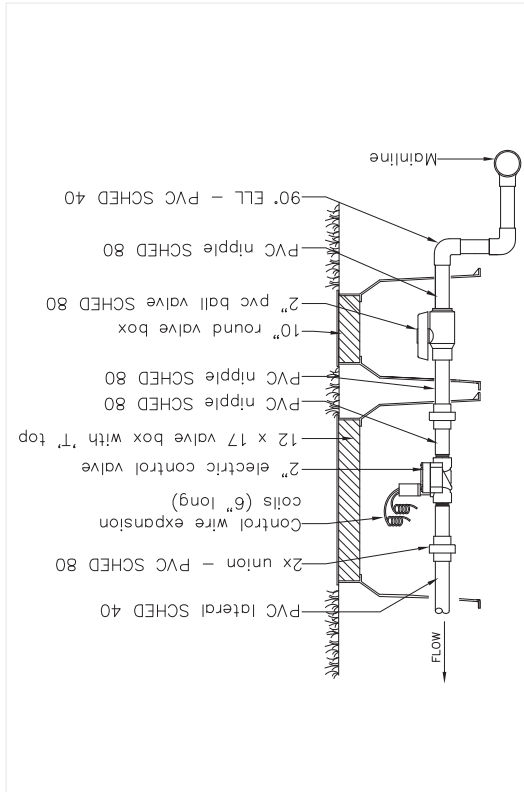 FLOW
PVC lateral SCHED 40
2x union – PVC SCHED 80
Control wire expansion
coils (6" long)
2" electric control valve
12 x 17 valve box with 'T' top
PVC nipple SCHED 80
PVC nipple SCHED 80
10" round valve box
2" pvc ball valve SCHED 80
PVC nipple SCHED 80
90° ELL – PVC SCHED 40
Mainline